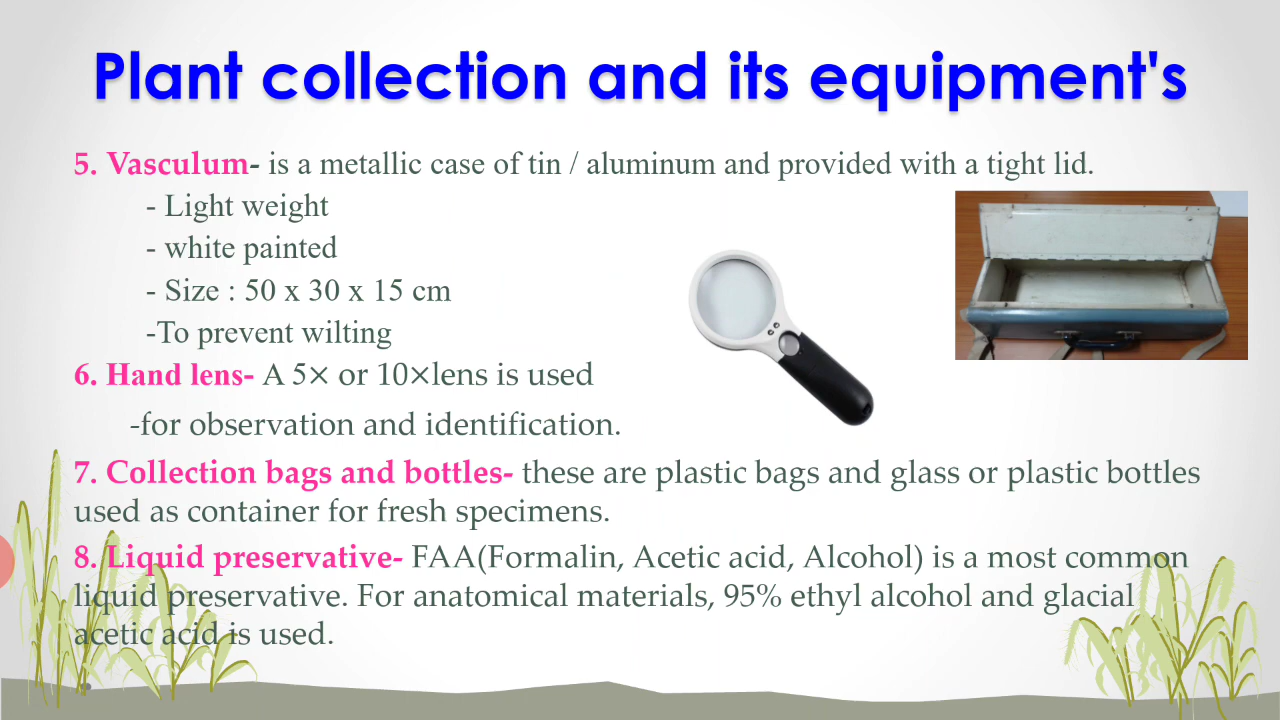 Plant collection and its equipment's
5. Vasculum- is a metallic case of tin / aluminum and provided with a tight lid.
- Light weight
- white painted
- Size : 50 x 30 x 15 cm
-To prevent wilting
6. Hand lens- A 5× or 10×lens is used
-for observation and identification.
7. Collection bags and bottles- these are plastic bags and glass or plastic bottles
used as container for fresh specimens.
8. Liquid preservative- FAA(Formalin, Acetic acid, Alcohol) is a most common
liquid preservative. For anatomical materials, 95% ethyl alcohol and glacial
acetic acid is used.